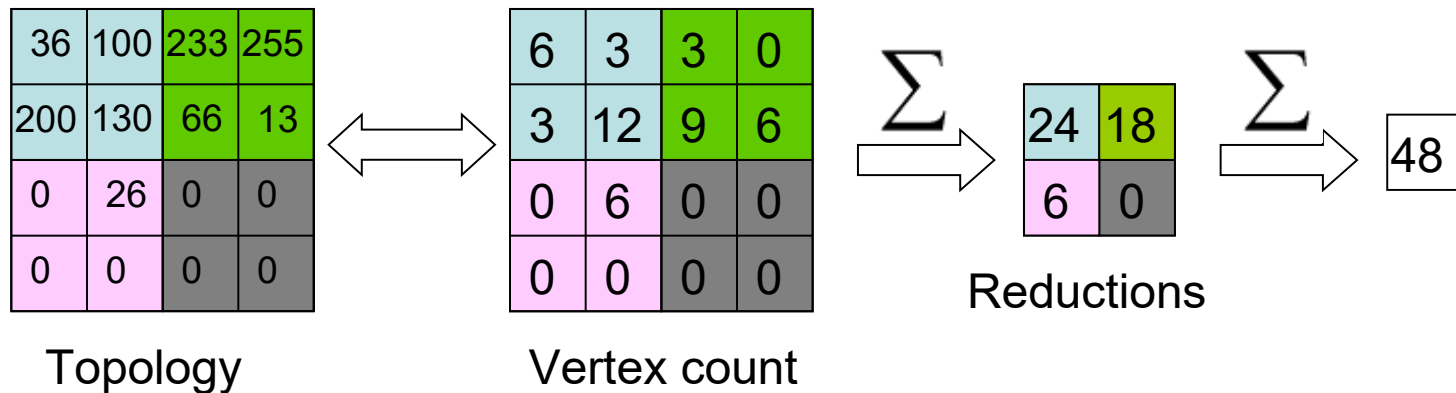 36 100 233 255
200 130 66 13
0 26 0 0
0 0 0 0
Topology
6 3 3 0
3 12 9 6
0 6 0 0
0 0 0 0
Vertex count
∑
24 18
6 0
Reductions
∑
48